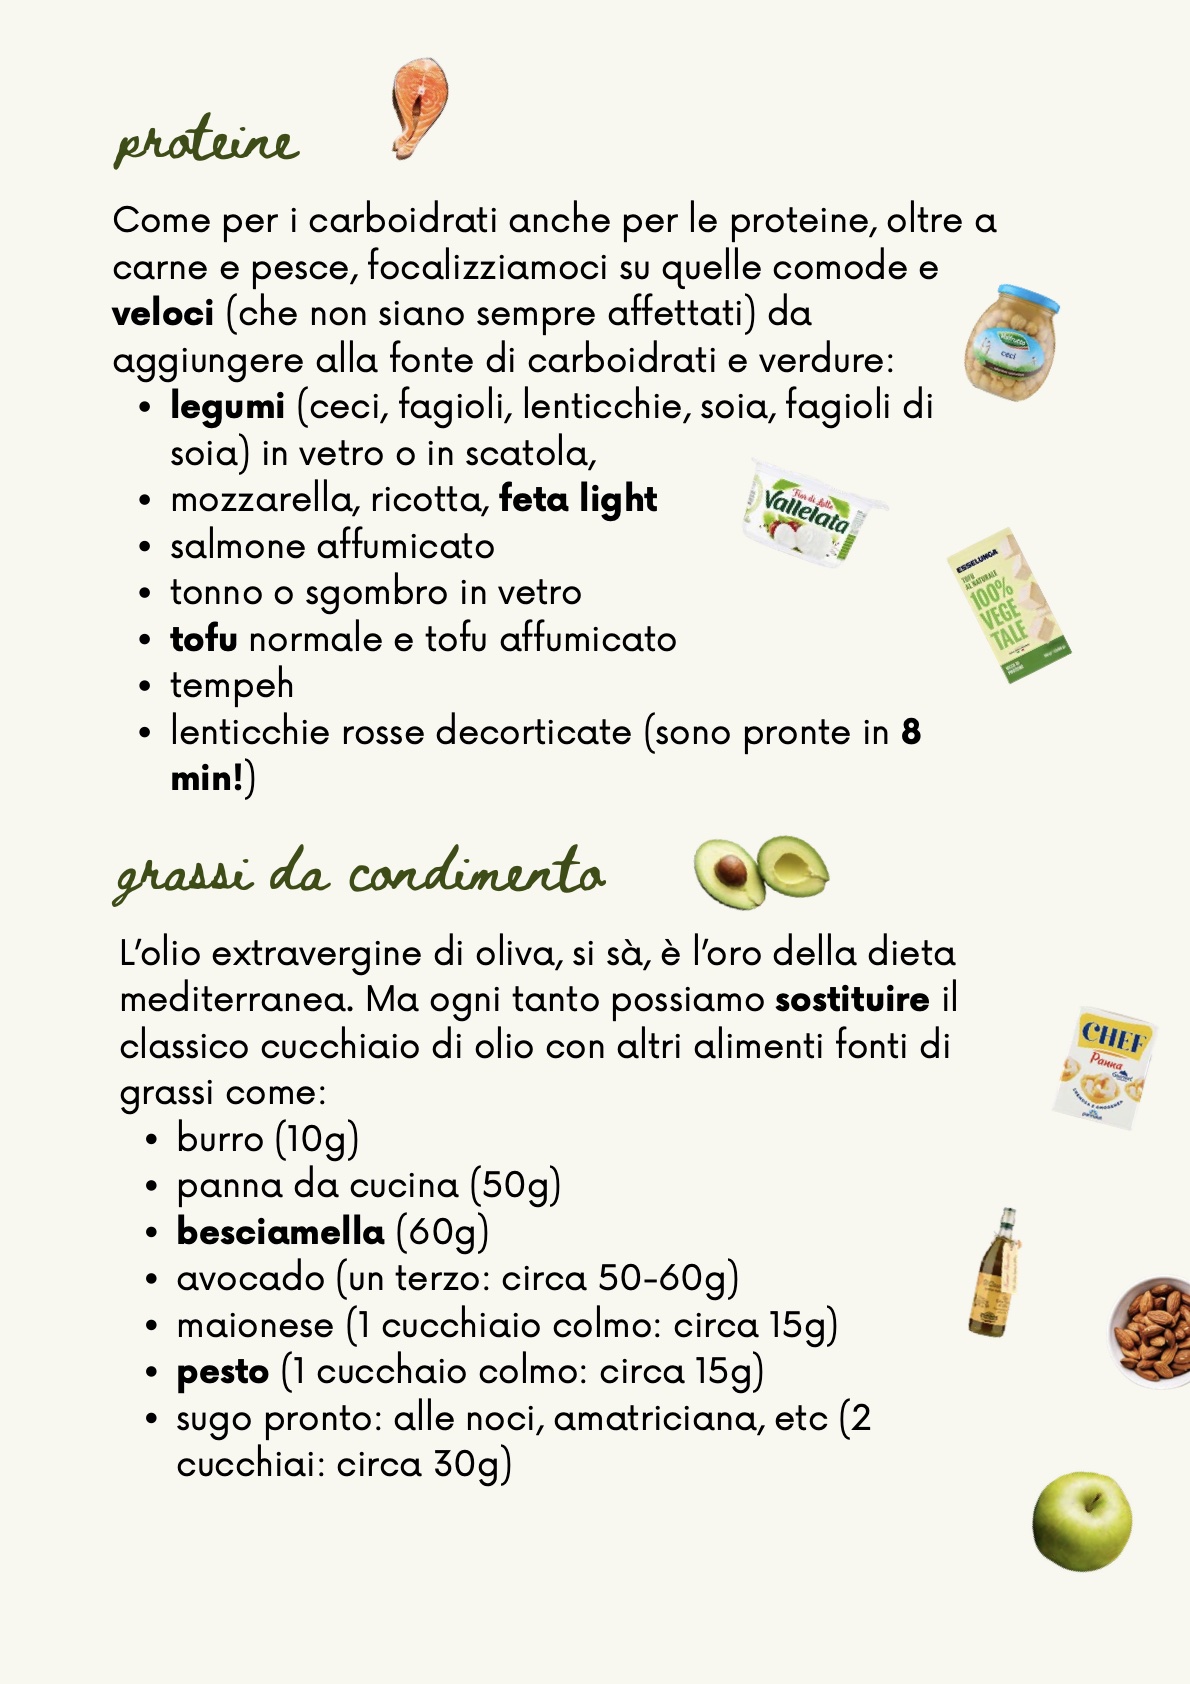 proteine
Come per i carboidrati anche per le proteine, oltre a
carne e pesce, focalizziamoci su quelle comode e
veloci (che non siano sempre affettati) da
aggiungere alla fonte di carboidrati e verdure:
• legumi (ceci, fagioli, lenticchie, soia, fagioli di
soia) in vetro o in scatola,
• mozzarella, ricotta, feta light
• salmone affumicato
• tonno o sgombro in vetro
• tofu normale e tofu affumicato
• tempeh
• lenticchie rosse decorticate (sono pronte in 8
min!)
ceci
Fior di Latte
Vallelata
ESSELUNGA
TOFU
AL NATURALE
100%
VEGE
TALE
grassi da condimento
L’olio extravergine di oliva, si sà, è l’oro della dieta
mediterranea. Ma ogni tanto possiamo sostituire il
classico cucchiaio di olio con altri alimenti fonti di
grassi come:
• burro (10g)
• panna da cucina (50g)
• besciamella (60g)
• avocado (un terzo: circa 50-60g)
• maionese (1 cucchiaio colmo: circa 15g)
• pesto (1 cucchaio colmo: circa 15g)
• sugo pronto: alle noci, amatriciana, etc (2
cucchiai: circa 30g)
CHEF
Panna